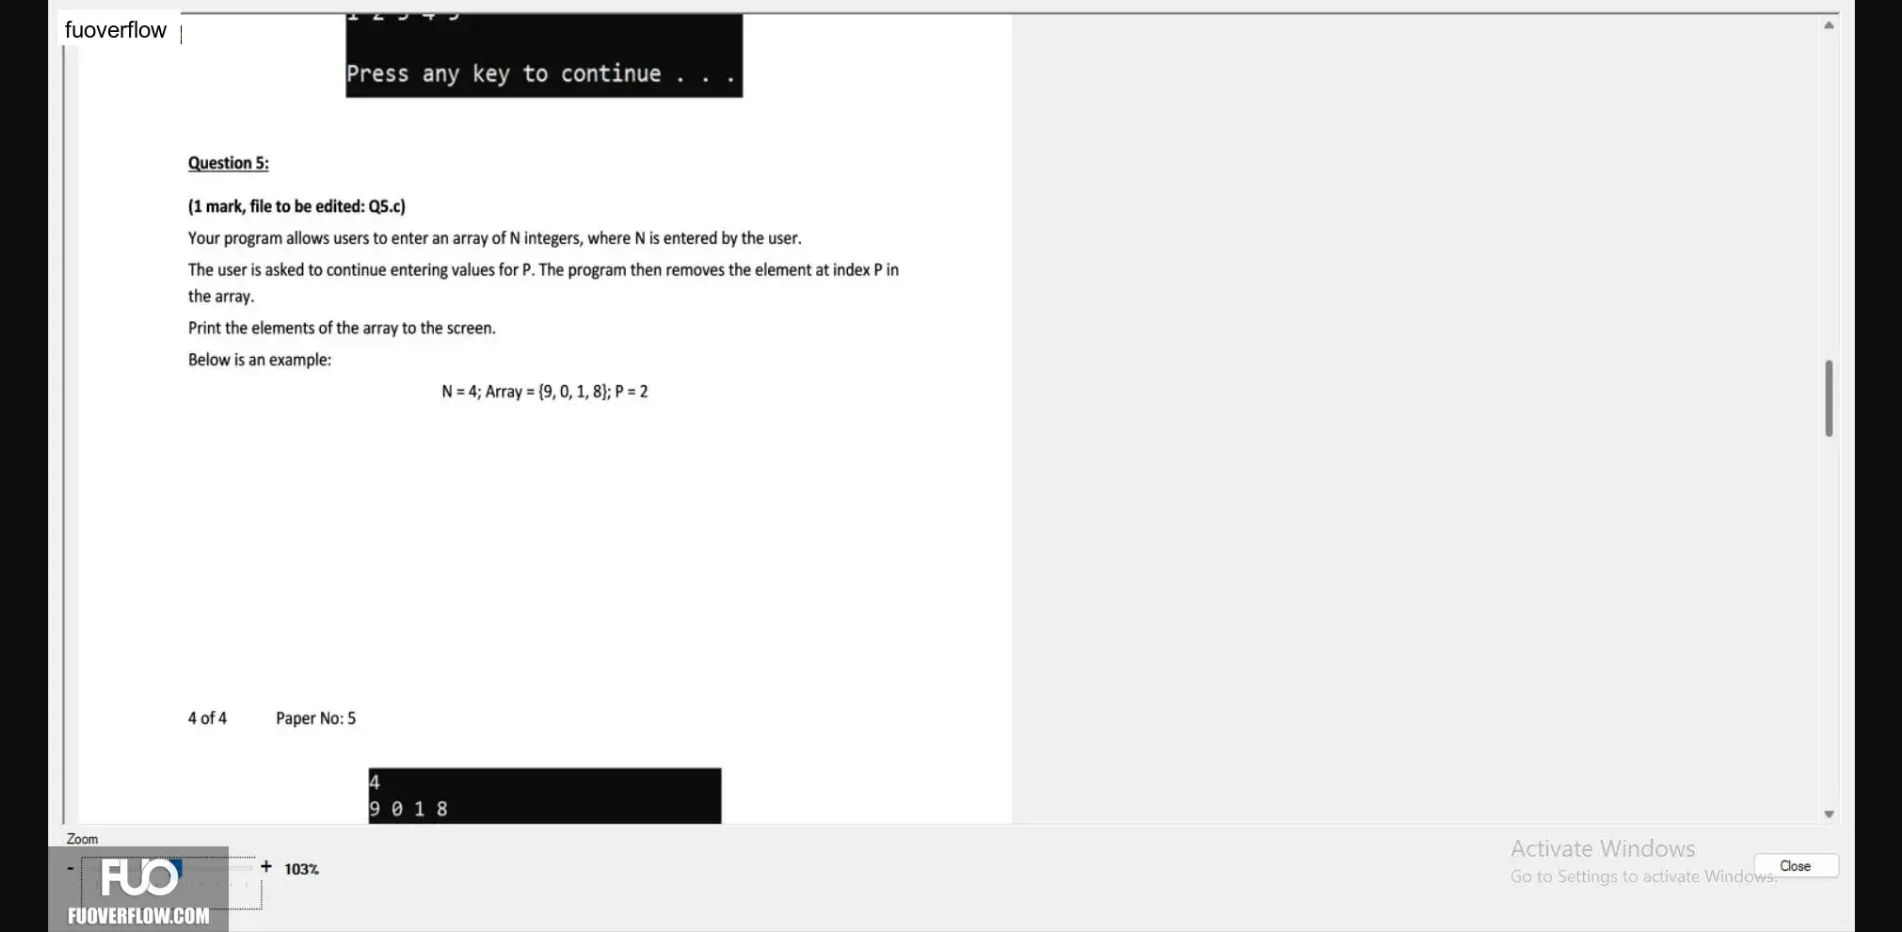 fuoverflow
Press any key to continue . . .
Question 5:
(1 mark, file to be edited: Q5.c)
Your program allows users to enter an array of N integers, where N is entered by the user.
The user is asked to continue entering values for P. The program then removes the element at index P in
the array.
Print the elements of the array to the screen.
Below is an example:
N = 4; Array = {9, 0, 1, 8}; P = 2
4 of 4 Paper No: 5
4
9 0 1 8
Zoom
- + 103%
FUO
FUOVERFLOW.COM
Activate Windows
Go to Settings to activate Windows.
Close